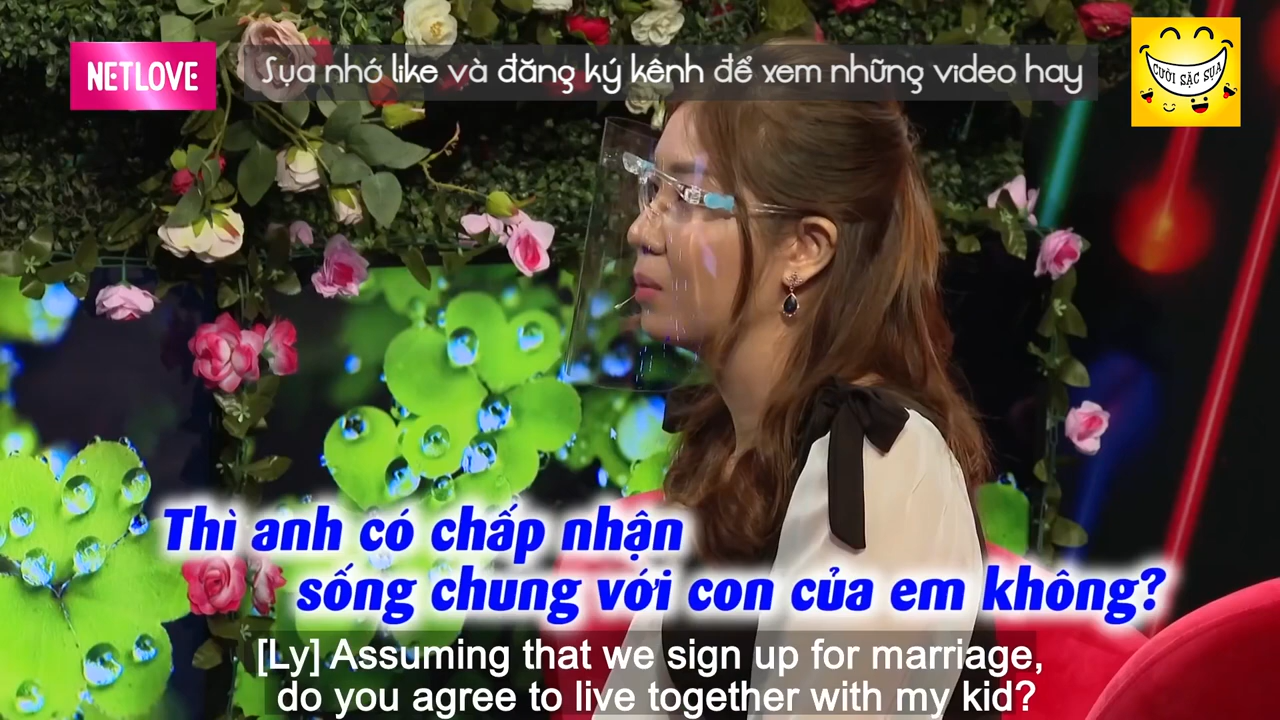 NETLOVE
Sụa nhớ like và đăng ký kênh để xem những video hay
CƯỜI SẶC SỤA
Thì anh có chấp nhận
sống chung với con của em không?
[Ly] Assuming that we sign up for marriage,
do you agree to live together with my kid?